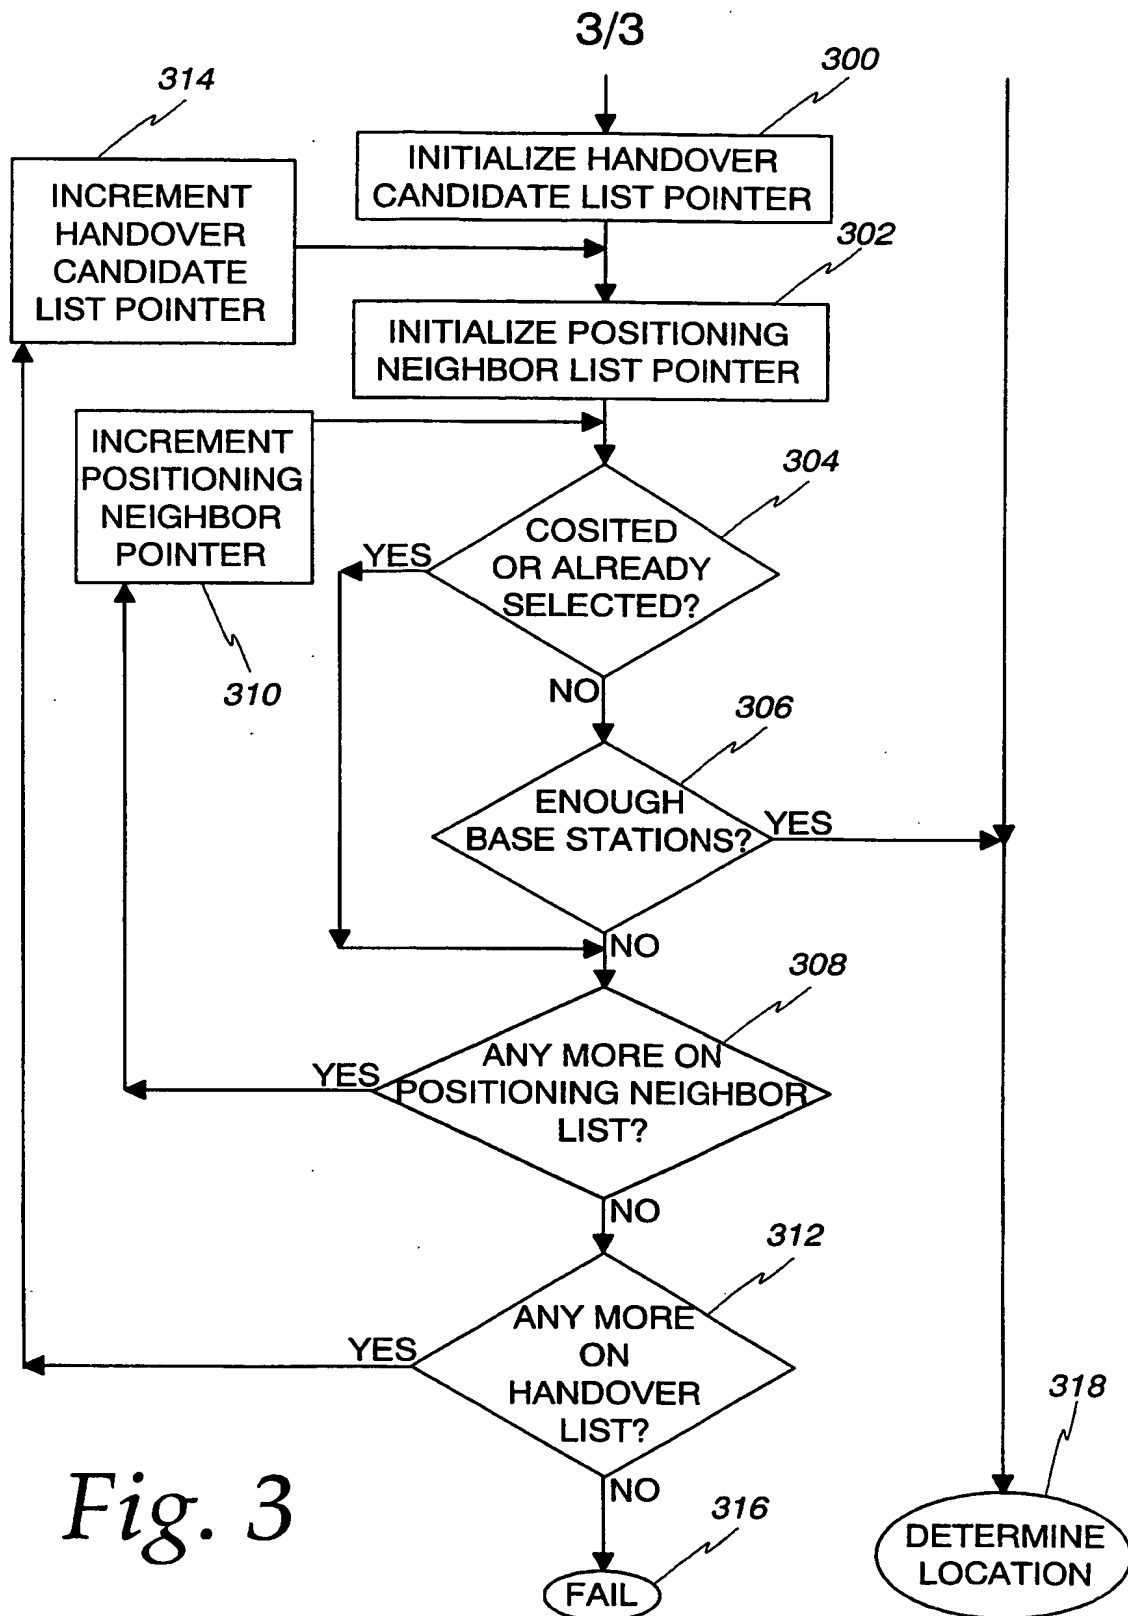 3/3
314
300
INITIALIZE HANDOVER
CANDIDATE LIST POINTER
INCREMENT
HANDOVER
CANDIDATE
LIST POINTER
302
INITIALIZE POSITIONING
NEIGHBOR LIST POINTER
INCREMENT
POSITIONING
NEIGHBOR
POINTER
310
304
COSITED
OR ALREADY
SELECTED?
YES
NO
306
ENOUGH
BASE STATIONS?
YES
NO
308
ANY MORE ON
POSITIONING NEIGHBOR
LIST?
YES
NO
312
ANY MORE
ON
HANDOVER
LIST?
YES
NO
316
FAIL
318
DETERMINE
LOCATION
Fig. 3